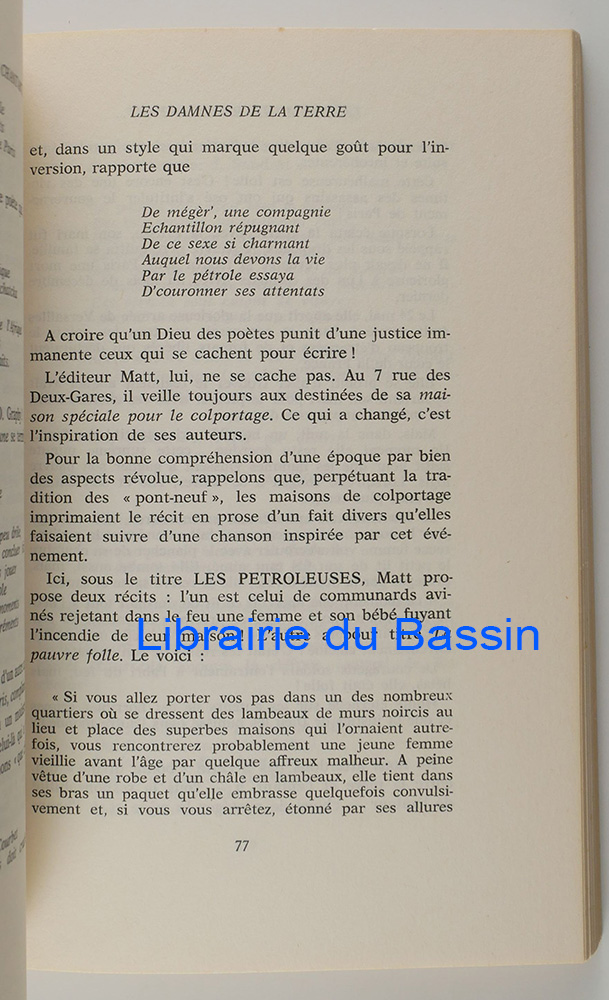 LES DAMNES DE LA TERRE
et, dans un style qui marque quelque goût pour l'in-
version, rapporte que
De mégèr', une compagnie
Echantillon répugnant
De ce sexe si charmant
Auquel nous devons la vie
Par le pétrole essaya
D'couronner ses attentats
A croire qu'un Dieu des poètes punit d'une justice im-
manente ceux qui se cachent pour écrire !
L'éditeur Matt, lui, ne se cache pas. Au 7 rue des
Deux-Gares, il veille toujours aux destinées de sa mai-
son spéciale pour le colportage. Ce qui a changé, c'est
l'inspiration de ses auteurs.
Pour la bonne compréhension d'une époque par bien
des aspects révolue, rappelons que, perpétuant la tra-
dition des « pont-neuf », les maisons de colportage
imprimaient le récit en prose d'un fait divers qu'elles
faisaient suivre d'une chanson inspirée par cet évé-
nement.
Ici, sous le titre LES PETROLEUSES, Matt pro-
pose deux récits : l'un est celui de communards avi-
nés rejetant dans le feu une femme et son bébé fuyant
l'incendie de leur maison ! L'autre a pour titre La
pauvre folle. Le voici :
Librairie du Bassin
« Si vous allez porter vos pas dans un des nombreux
quartiers où se dressent des lambeaux de murs noircis au
lieu et place des superbes maisons qui l'ornaient autre-
fois, vous rencontrerez probablement une jeune femme
vieillie avant l'âge par quelque affreux malheur. A peine
vêtue d'une robe et d'un châle en lambeaux, elle tient dans
ses bras un paquet qu'elle embrasse quelquefois convulsi-
vement et, si vous vous arrêtez, étonné par ses allures
77